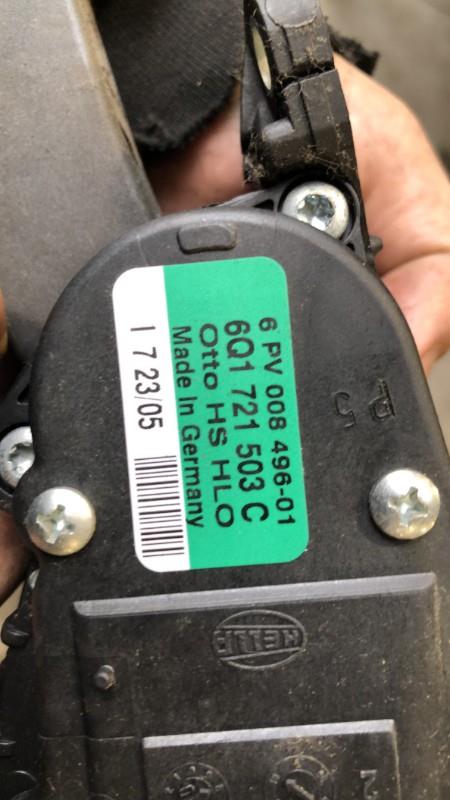 6 PV 008 496-01
6Q1 721 503 C
Otto HS HLO
Made In Germany
I 7 23/05
HELLA